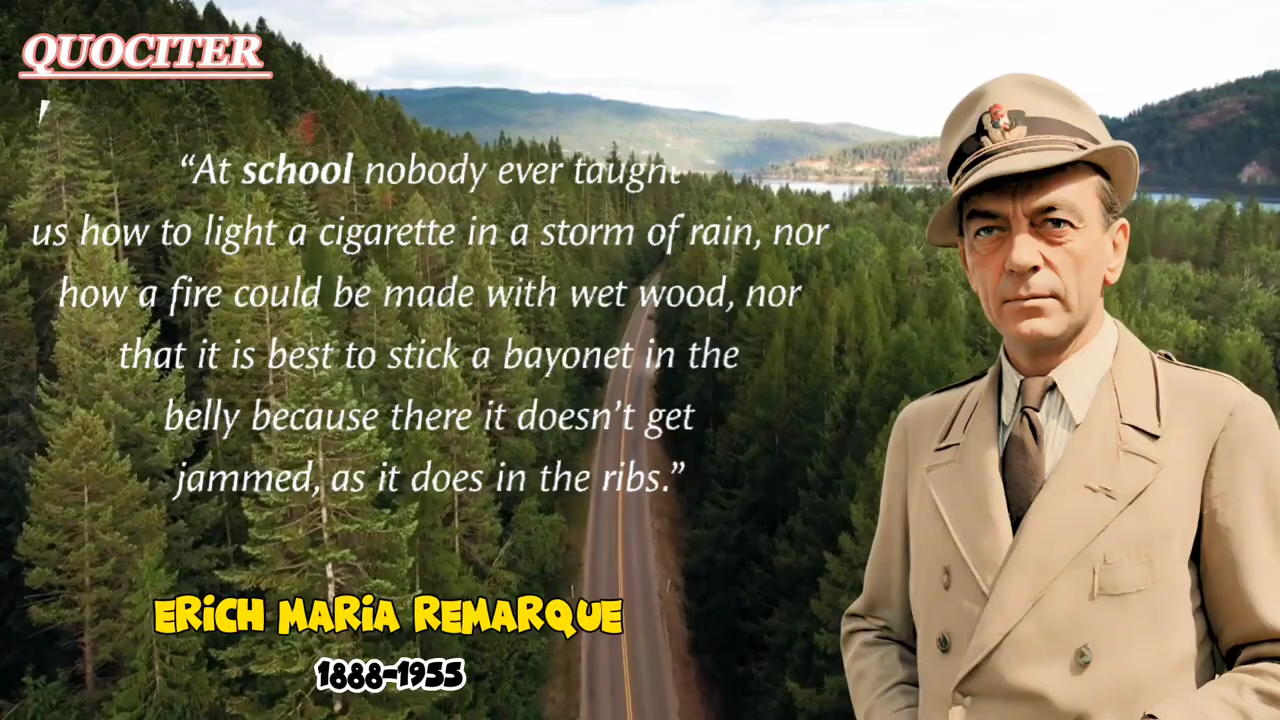 QUOCITER
“At school nobody ever taught
us how to light a cigarette in a storm of rain, nor
how a fire could be made with wet wood, nor
that it is best to stick a bayonet in the
belly because there it doesn’t get
jammed, as it does in the ribs.”
ERICH MARIA REMARQUE
1888-1955